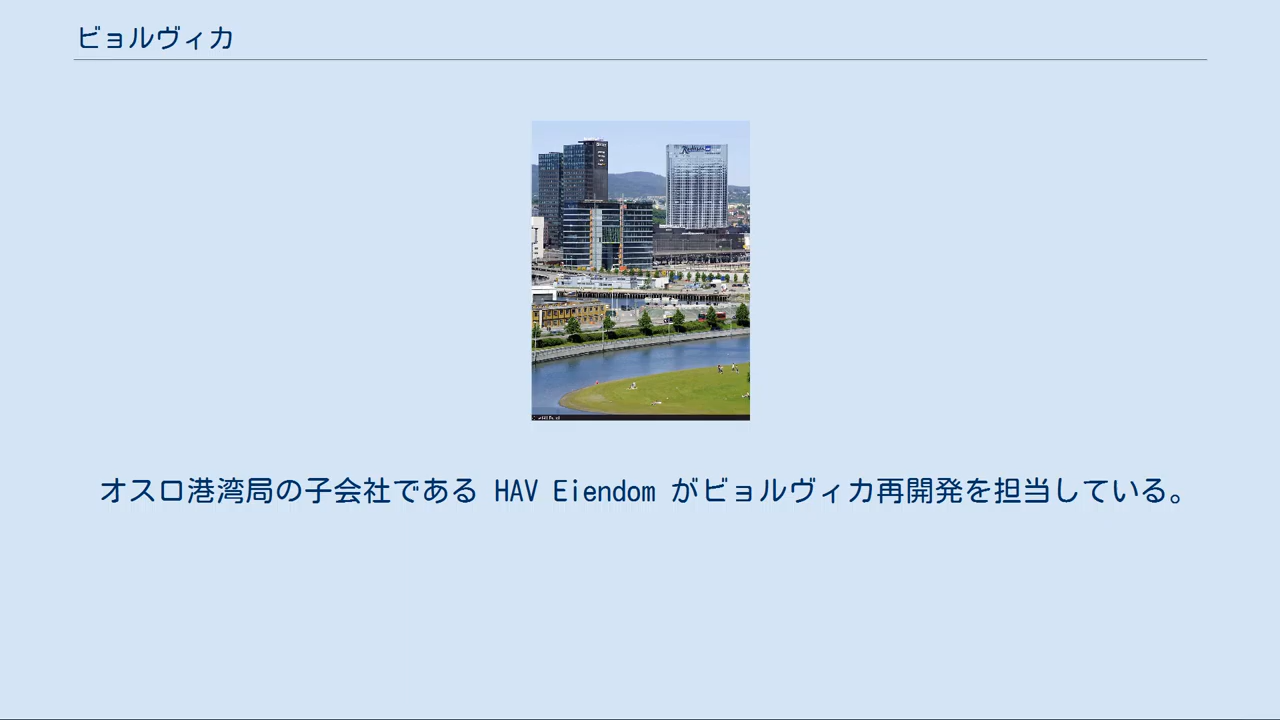 ビョルヴィカ
Radisson
オスロ港湾局の子会社である HAV Eiendom がビョルヴィカ再開発を担当している。